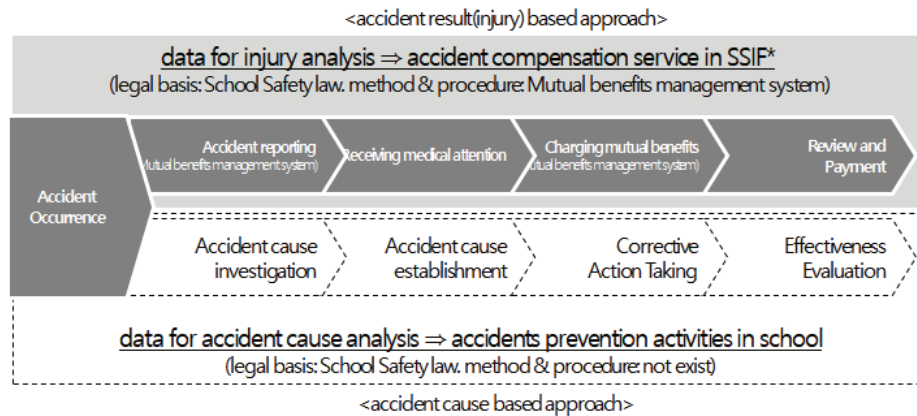 <accident result(injury) based approach>
data for injury analysis ⇒ accident compensation service in SSIF*
(legal basis: School Safety law. method & procedure: Mutual benefits management system)
Accident
Occurrence
Accident reporting
Mutual benefits management system)
Receiving medical attention
Charging mutual benefits
Mutual benefits management system)
Review and
Payment
Accident cause
investigation
Accident cause
establishment
Corrective
Action Taking
Effectiveness
Evaluation
data for accident cause analysis ⇒ accidents prevention activities in school
(legal basis: School Safety law. method & procedure: not exist)
<accident cause based approach>